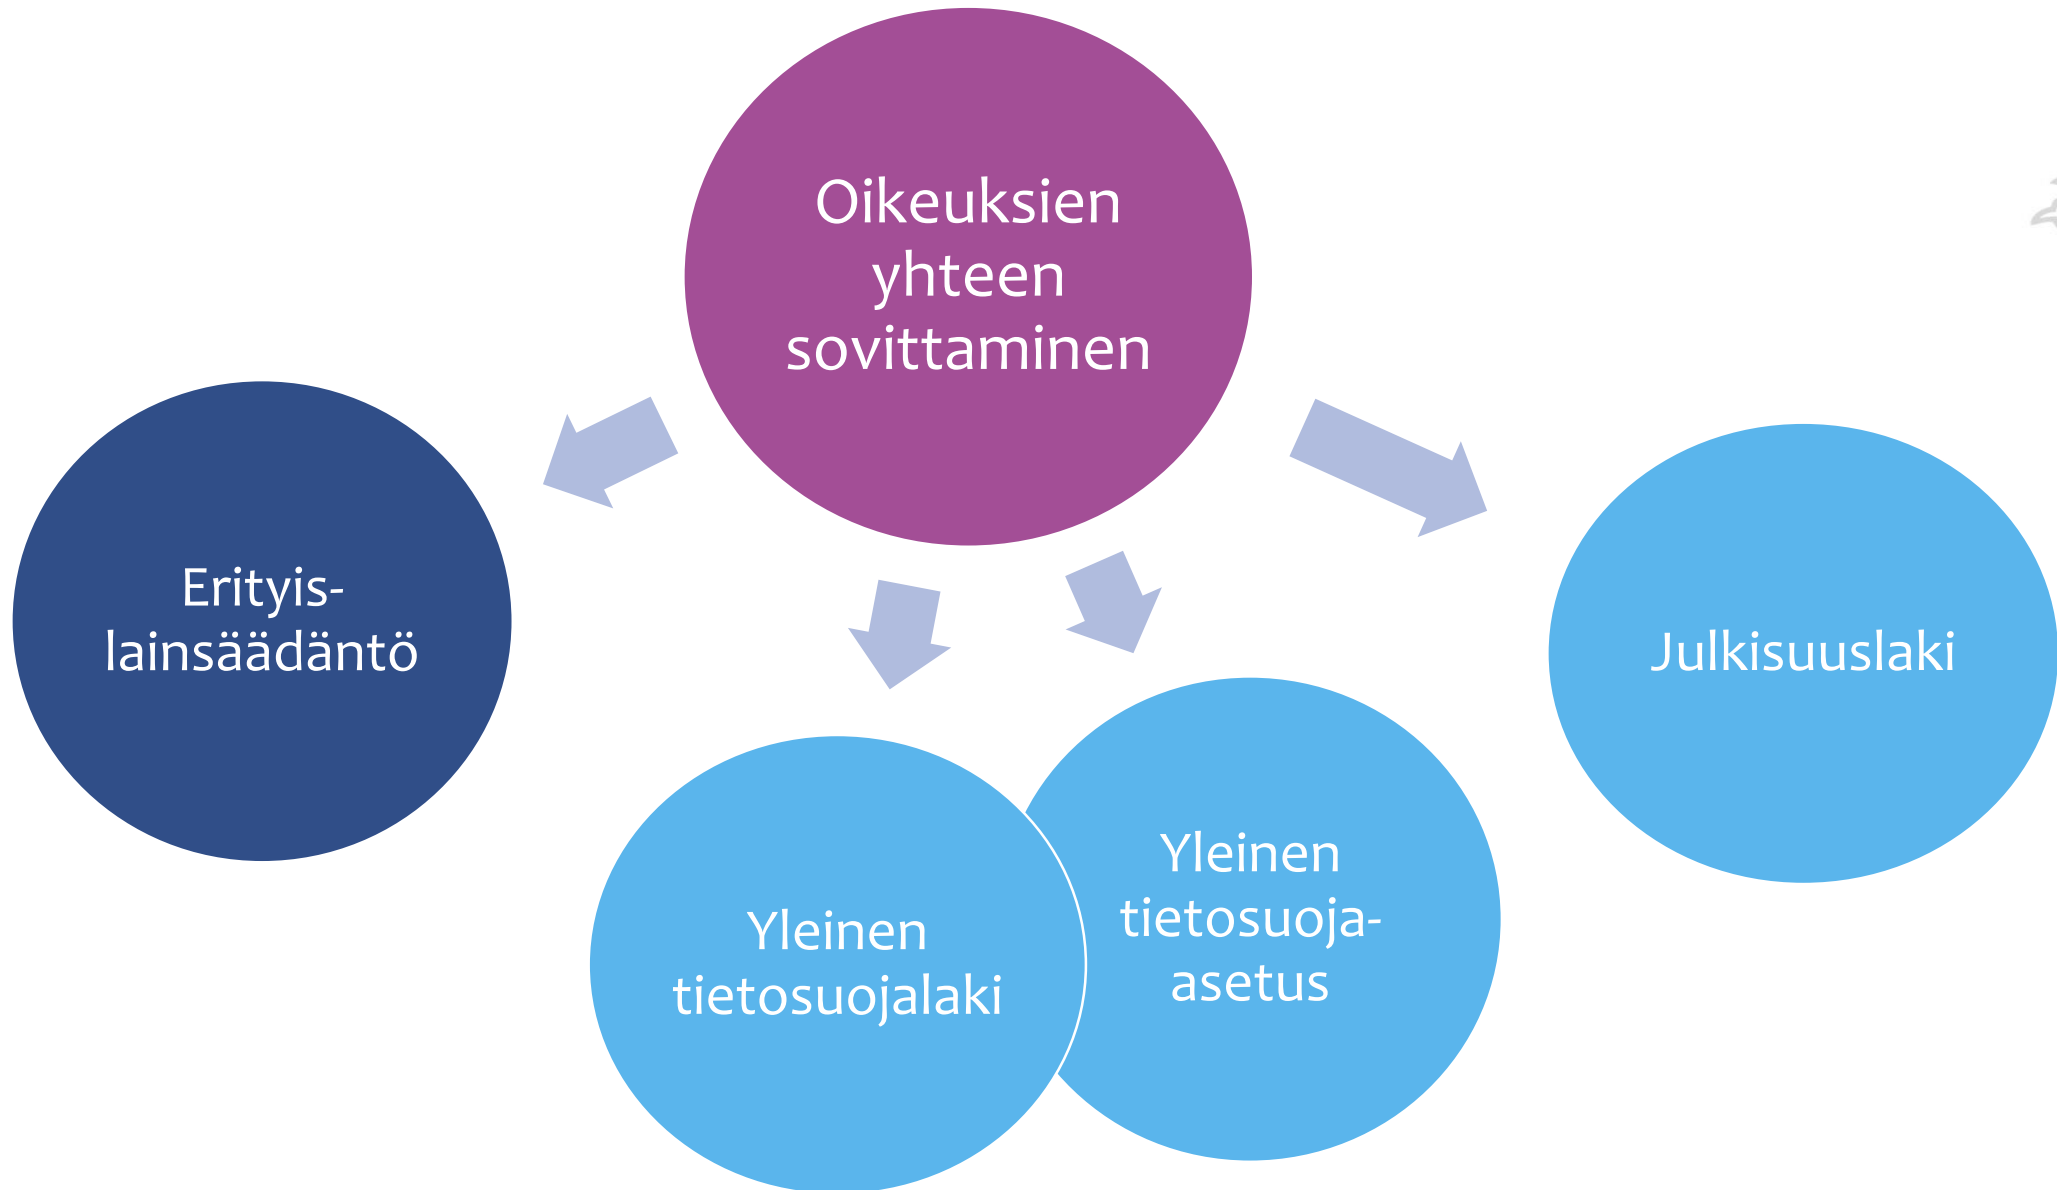 Oikeuksien
yhteen
sovittaminen
Erityis-
lainsäädäntö
Julkisuuslaki
Yleinen
tietosuojalaki
Yleinen
tietosuoja-
asetus